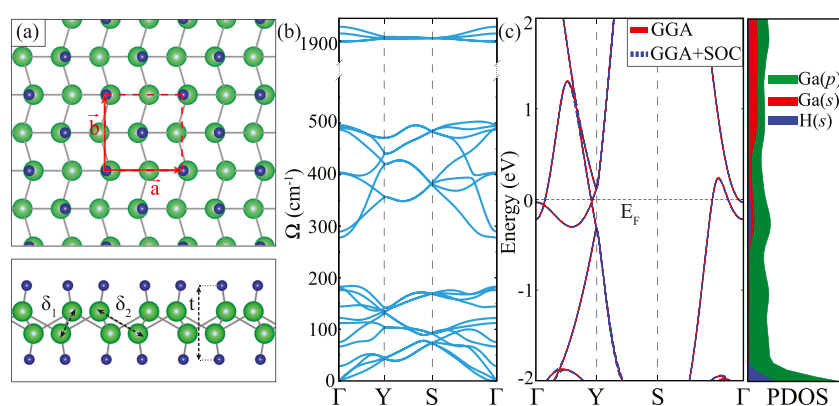 (a)
b
a
δ1
δ2
t
(b)
Ω (cm-1)
1900
500
400
300
200
100
0
Γ
Y
S
Γ
(c)
Energy (eV)
2
1
0
-1
-2
GGA
GGA+SOC
EF
Γ
Y
S
Γ
Ga(p)
Ga(s)
H(s)
PDOS